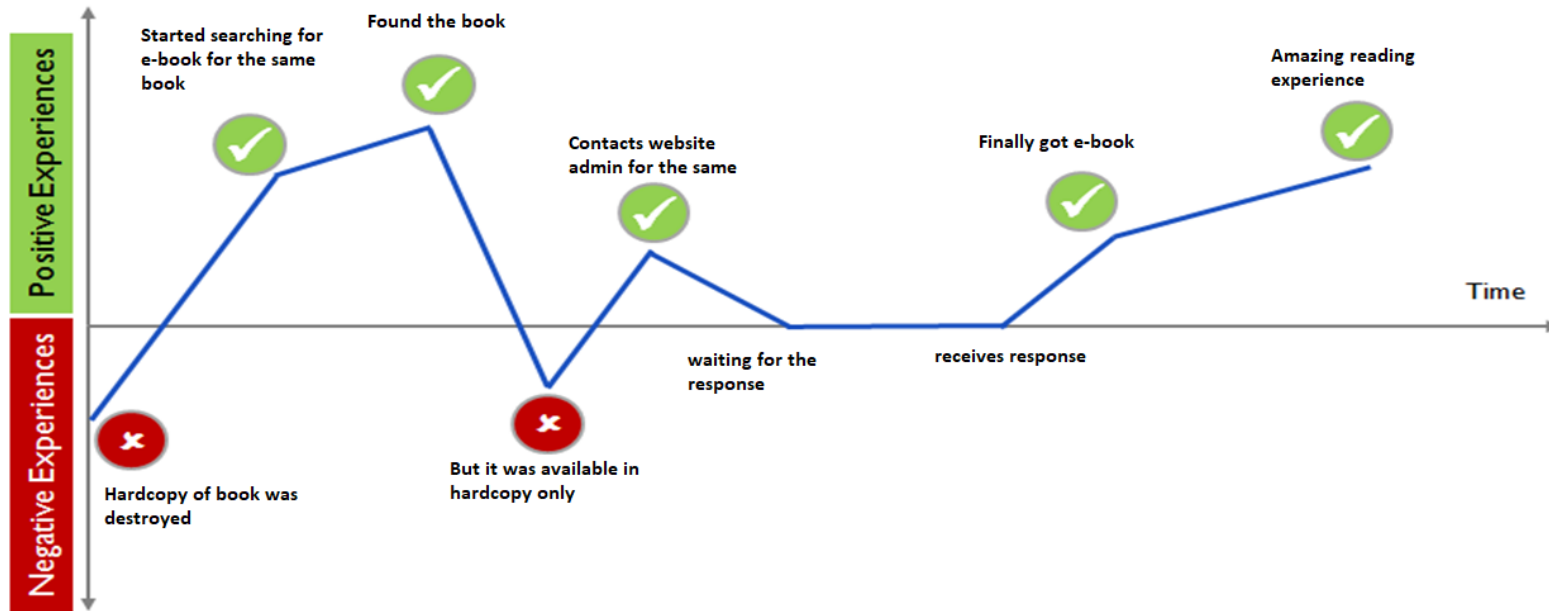 Positive Experiences
Negative Experiences
Started searching for
e-book for the same
book
Found the book
Contacts website
admin for the same
Finally got e-book
Amazing reading
experience
Time
waiting for the
response
receives response
Hardcopy of book was
destroyed
But it was available in
hardcopy only